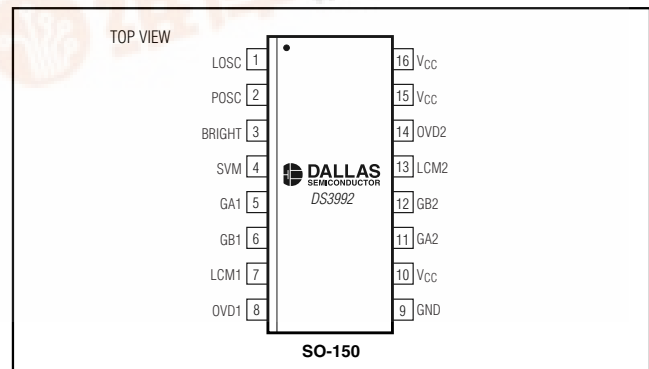 TOP VIEW
LOSC 1
POSC 2
BRIGHT 3
SVM 4
GA1 5
GB1 6
LCM1 7
OVD1 8
DALLAS
SEMICONDUCTOR
DS3992
16 VCC
15 VCC
14 OVD2
13 LCM2
12 GB2
11 GA2
10 VCC
9 GND
SO-150